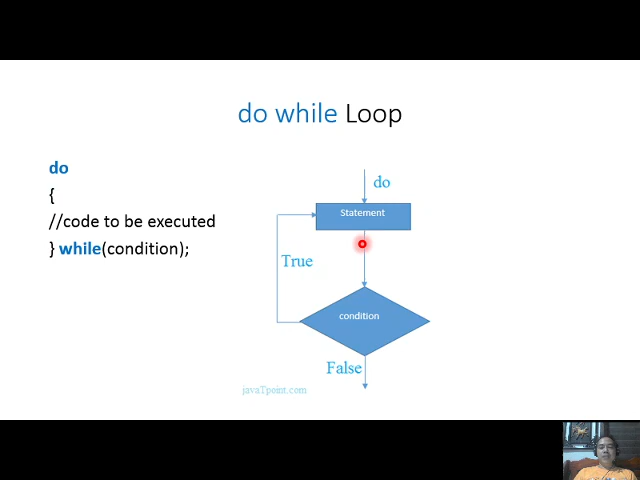 do while Loop
do
{
//code to be executed
} while(condition);
do
Statement
True
condition
False
javaTpoint.com